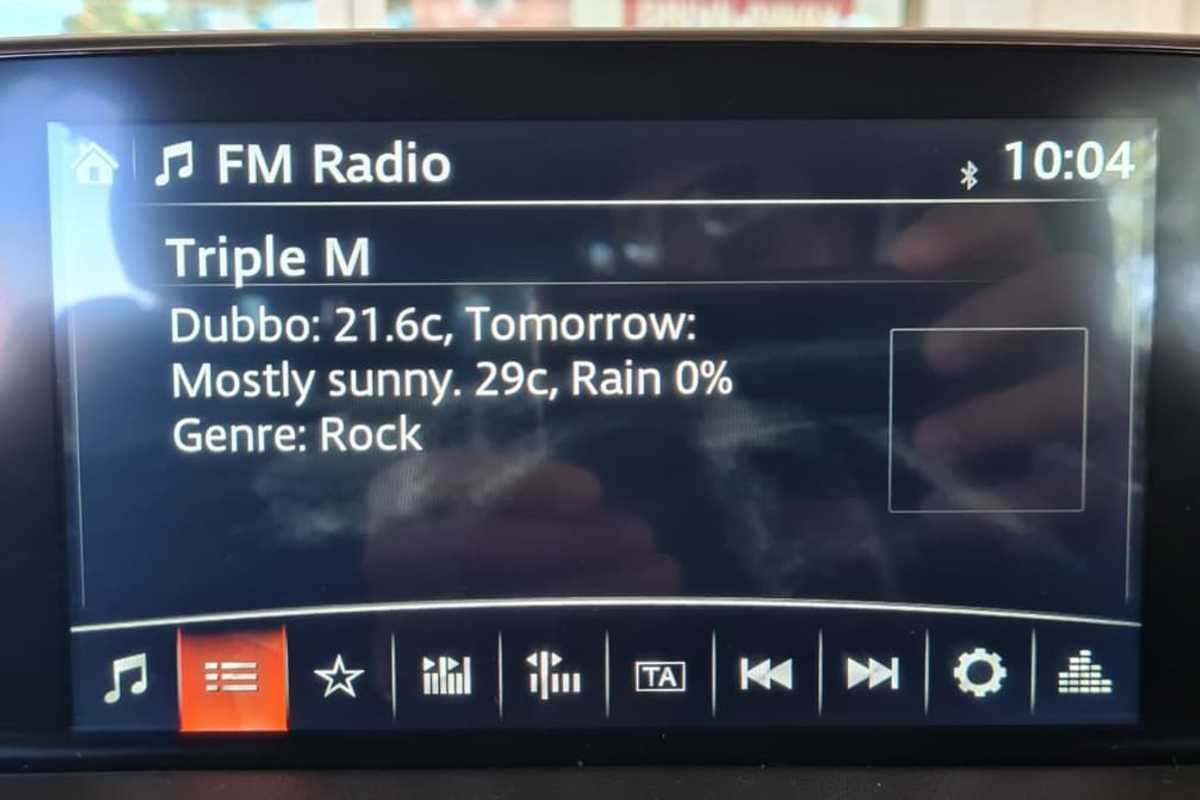 FM Radio
10:04
Triple M
Dubbo: 21.6c, Tomorrow:
Mostly sunny. 29c, Rain 0%
Genre: Rock
TA